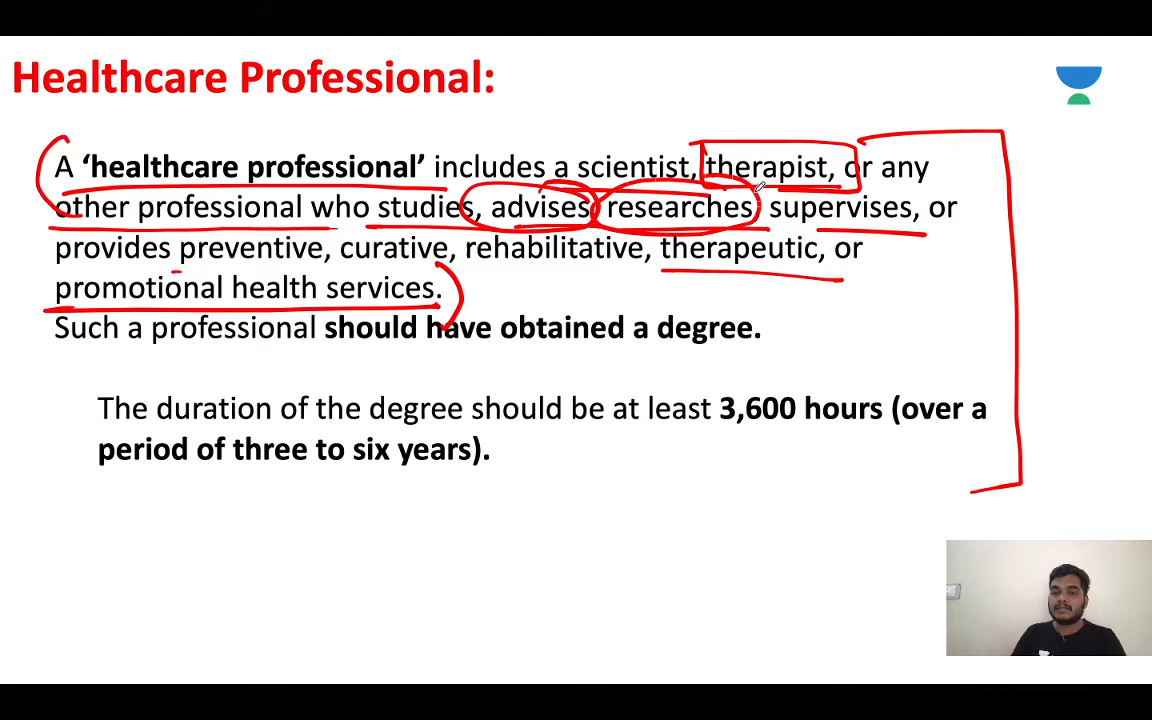 Healthcare Professional:
A ‘healthcare professional’ includes a scientist, therapist, or any
other professional who studies, advises, researches, supervises, or
provides preventive, curative, rehabilitative, therapeutic, or
promotional health services.
Such a professional should have obtained a degree.
The duration of the degree should be at least 3,600 hours (over a
period of three to six years).